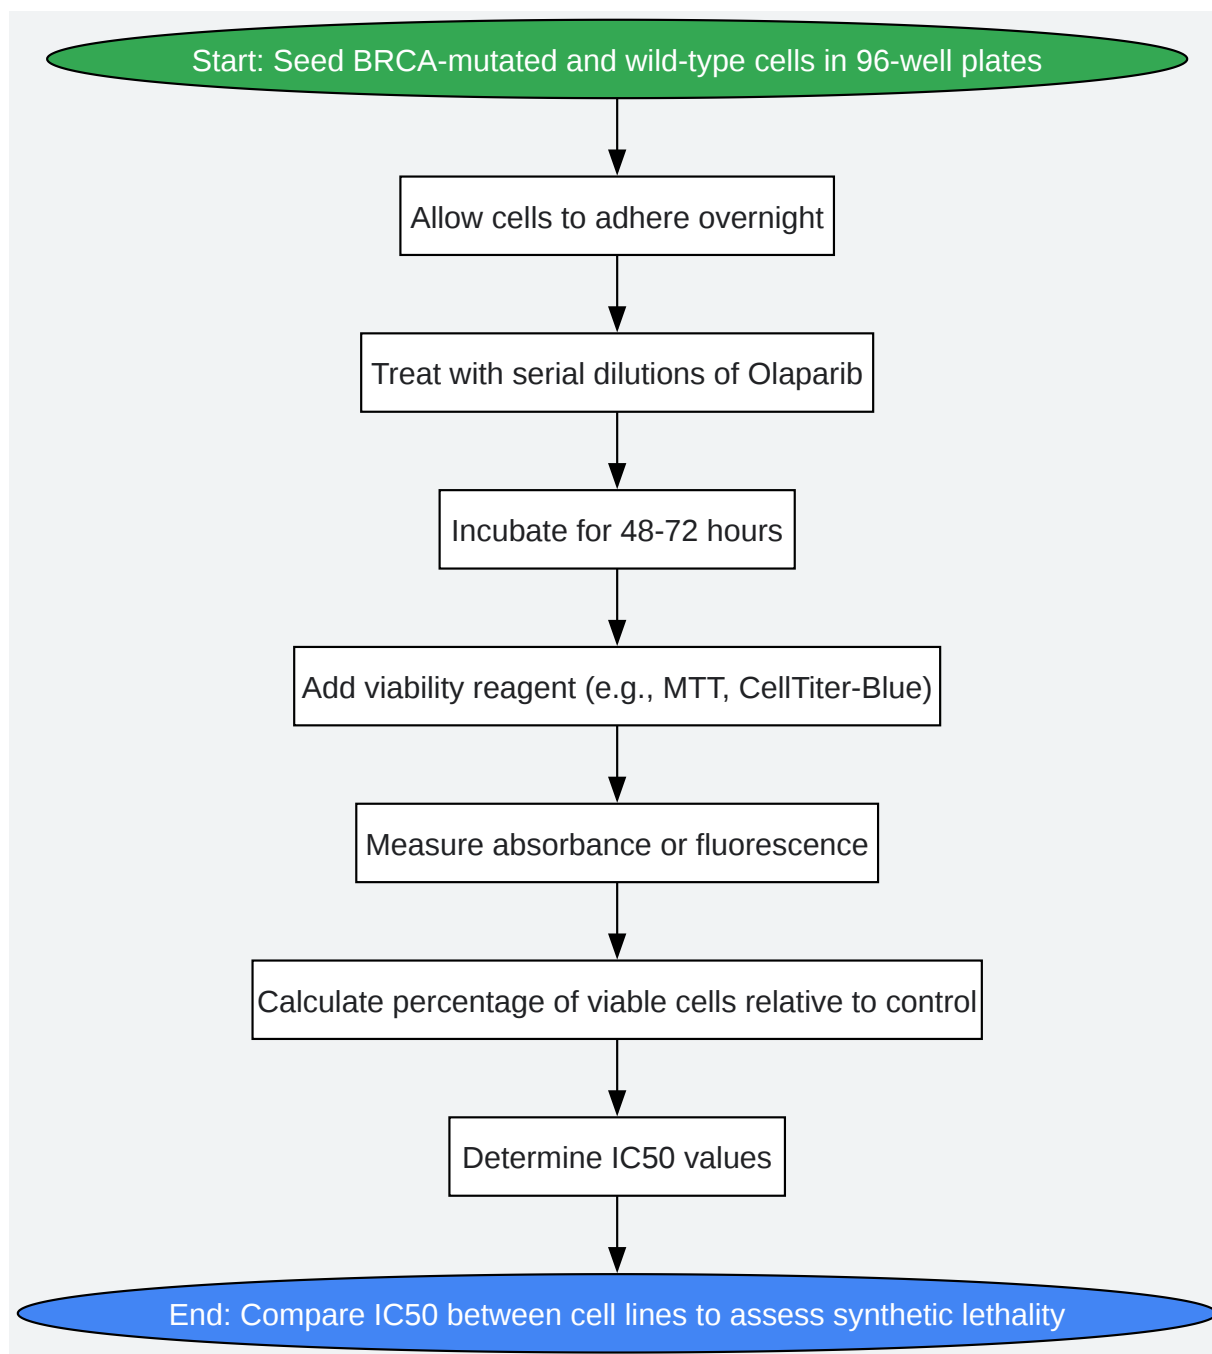 Start: Seed BRCA-mutated and wild-type cells in 96-well plates
Allow cells to adhere overnight
Treat with serial dilutions of Olaparib
Incubate for 48-72 hours
Add viability reagent (e.g., MTT, CellTiter-Blue)
Measure absorbance or fluorescence
Calculate percentage of viable cells relative to control
Determine IC50 values
End: Compare IC50 between cell lines to assess synthetic lethality